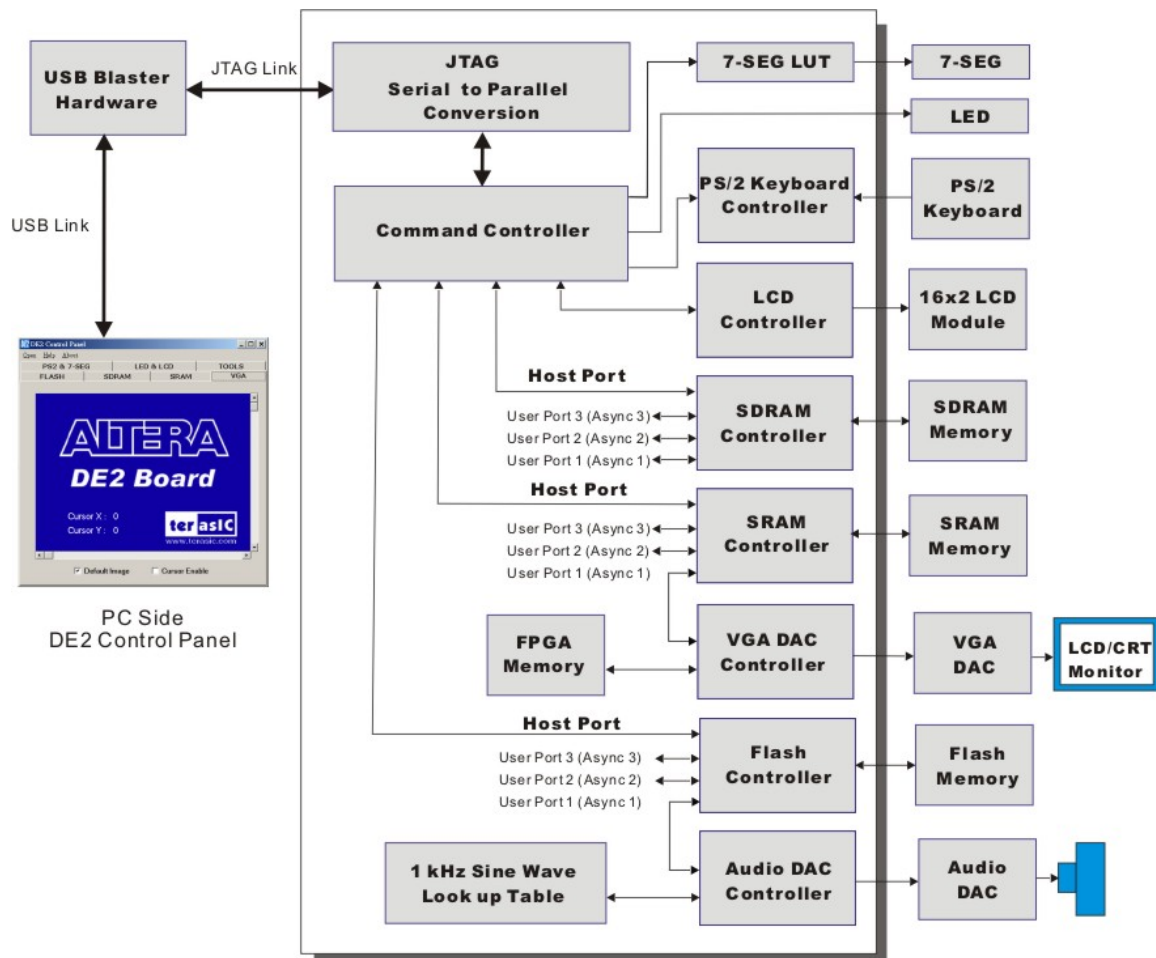 USB Blaster
Hardware
JTAG Link
JTAG
Serial to Parallel
Conversion
7-SEG LUT
7-SEG
LED
PS/2 Keyboard
Controller
PS/2
Keyboard
USB Link
Command Controller
LCD
Controller
16x2 LCD
Module
DE2 Control Panel
Open Help About
PS2 & 7-SEG
LED & LCD
TOOLS
FLASH
SDRAM
SRAM
VGA
ALTERA
DE2 Board
Cursor X : 0
Cursor Y : 0
terasIC
www.terasic.com
Default Image
Cursor Enable
PC Side
DE2 Control Panel
Host Port
User Port 3 (Async 3)
User Port 2 (Async 2)
User Port 1 (Async 1)
SDRAM
Controller
SDRAM
Memory
Host Port
User Port 3 (Async 3)
User Port 2 (Async 2)
User Port 1 (Async 1)
SRAM
Controller
SRAM
Memory
FPGA
Memory
VGA DAC
Controller
VGA
DAC
LCD/CRT
Monitor
Host Port
User Port 3 (Async 3)
User Port 2 (Async 2)
User Port 1 (Async 1)
Flash
Controller
Flash
Memory
1 kHz Sine Wave
Look up Table
Audio DAC
Controller
Audio
DAC